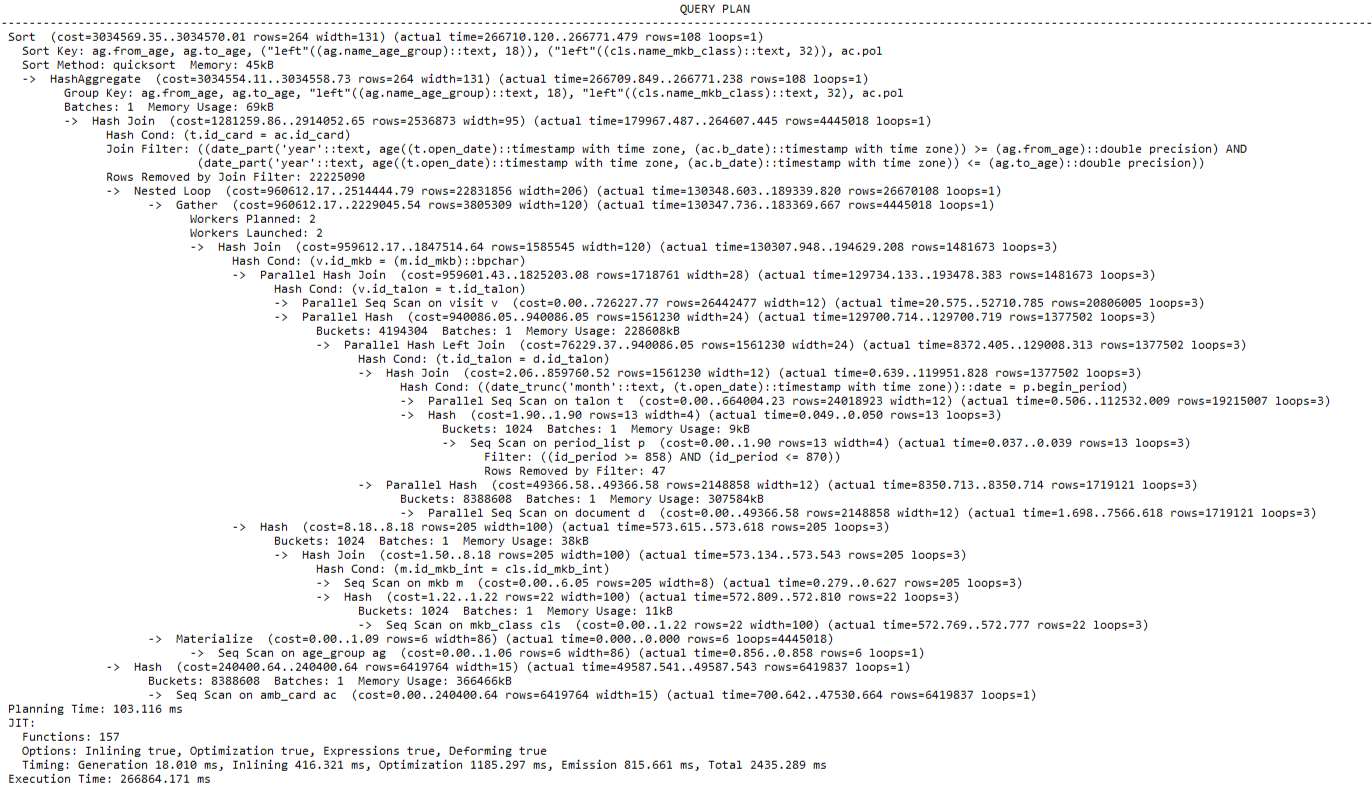 QUERY PLAN
Sort  (cost=3034569.35..3034570.01 rows=264 width=131) (actual time=266710.120..266771.479 rows=108 loops=1)
Sort Key: ag.from_age, ag.to_age, ("left"((ag.name_age_group)::text, 18)), ("left"((cls.name_mkb_class)::text, 32)), ac.pol
Sort Method: quicksort  Memory: 45kB
->  HashAggregate  (cost=3034554.11..3034558.73 rows=264 width=131) (actual time=266709.849..266771.238 rows=108 loops=1)
Group Key: ag.from_age, ag.to_age, "left"((ag.name_age_group)::text, 18), "left"((cls.name_mkb_class)::text, 32), ac.pol
Batches: 1  Memory Usage: 69kB
->  Hash Join  (cost=1281259.86..2914052.65 rows=2536873 width=95) (actual time=179967.487..264607.445 rows=4445018 loops=1)
Hash Cond: (t.id_card = ac.id_card)
Join Filter: ((date_part('year'::text, age((t.open_date)::timestamp with time zone, (ac.b_date)::timestamp with time zone)) >= (ag.from_age)::double precision) AND
(date_part('year'::text, age((t.open_date)::timestamp with time zone, (ac.b_date)::timestamp with time zone)) <= (ag.to_age)::double precision))
Rows Removed by Join Filter: 22225090
->  Nested Loop  (cost=960612.17..2514444.79 rows=22831856 width=206) (actual time=130348.603..189339.820 rows=26670108 loops=1)
->  Gather  (cost=960612.17..2229045.54 rows=3805309 width=120) (actual time=130347.736..183369.667 rows=4445018 loops=1)
Workers Planned: 2
Workers Launched: 2
->  Hash Join  (cost=959612.17..1847514.64 rows=1585545 width=120) (actual time=130307.948..194629.208 rows=1481673 loops=3)
Hash Cond: (v.id_mkb = (m.id_mkb)::bpchar)
->  Parallel Hash Join  (cost=959601.43..1825203.08 rows=1718761 width=28) (actual time=129734.133..193478.383 rows=1481673 loops=3)
Hash Cond: (v.id_talon = t.id_talon)
->  Parallel Seq Scan on visit v  (cost=0.00..726227.77 rows=26442477 width=12) (actual time=20.575..52710.785 rows=20806005 loops=3)
->  Parallel Hash  (cost=940086.05..940086.05 rows=1561230 width=24) (actual time=129700.714..129700.719 rows=1377502 loops=3)
Buckets: 4194304  Batches: 1  Memory Usage: 228608kB
->  Parallel Hash Left Join  (cost=76229.37..940086.05 rows=1561230 width=24) (actual time=8372.405..129008.313 rows=1377502 loops=3)
Hash Cond: (t.id_talon = d.id_talon)
->  Hash Join  (cost=2.06..859760.52 rows=1561230 width=12) (actual time=0.639..119951.828 rows=1377502 loops=3)
Hash Cond: ((date_trunc('month'::text, (t.open_date)::timestamp with time zone))::date = p.begin_period)
->  Parallel Seq Scan on talon t  (cost=0.00..664004.23 rows=24018923 width=12) (actual time=0.506..112532.009 rows=19215007 loops=3)
->  Hash  (cost=1.90..1.90 rows=13 width=4) (actual time=0.049..0.050 rows=13 loops=3)
Buckets: 1024  Batches: 1  Memory Usage: 9kB
->  Seq Scan on period_list p  (cost=0.00..1.90 rows=13 width=4) (actual time=0.037..0.039 rows=13 loops=3)
Filter: ((id_period >= 858) AND (id_period <= 870))
Rows Removed by Filter: 47
->  Parallel Hash  (cost=49366.58..49366.58 rows=2148858 width=12) (actual time=8350.713..8350.714 rows=1719121 loops=3)
Buckets: 8388608  Batches: 1  Memory Usage: 307584kB
->  Parallel Seq Scan on document d  (cost=0.00..49366.58 rows=2148858 width=12) (actual time=1.698..7566.618 rows=1719121 loops=3)
->  Hash  (cost=8.18..8.18 rows=205 width=100) (actual time=573.615..573.618 rows=205 loops=3)
Buckets: 1024  Batches: 1  Memory Usage: 38kB
->  Hash Join  (cost=1.50..8.18 rows=205 width=100) (actual time=573.134..573.543 rows=205 loops=3)
Hash Cond: (m.id_mkb_int = cls.id_mkb_int)
->  Seq Scan on mkb m  (cost=0.00..6.05 rows=205 width=8) (actual time=0.279..0.627 rows=205 loops=3)
->  Hash  (cost=1.22..1.22 rows=22 width=100) (actual time=572.809..572.810 rows=22 loops=3)
Buckets: 1024  Batches: 1  Memory Usage: 11kB
->  Seq Scan on mkb_class cls  (cost=0.00..1.22 rows=22 width=100) (actual time=572.769..572.777 rows=22 loops=3)
->  Materialize  (cost=0.00..1.09 rows=6 width=86) (actual time=0.000..0.000 rows=6 loops=4445018)
->  Seq Scan on age_group ag  (cost=0.00..1.06 rows=6 width=86) (actual time=0.856..0.858 rows=6 loops=1)
->  Hash  (cost=240400.64..240400.64 rows=6419764 width=15) (actual time=49587.541..49587.543 rows=6419837 loops=1)
Buckets: 8388608  Batches: 1  Memory Usage: 366466kB
->  Seq Scan on amb_card ac  (cost=0.00..240400.64 rows=6419764 width=15) (actual time=700.642..47530.664 rows=6419837 loops=1)
Planning Time: 103.116 ms
JIT:
Functions: 157
Options: Inlining true, Optimization true, Expressions true, Deforming true
Timing: Generation 18.010 ms, Inlining 416.321 ms, Optimization 1185.297 ms, Emission 815.661 ms, Total 2435.289 ms
Execution Time: 266864.171 ms